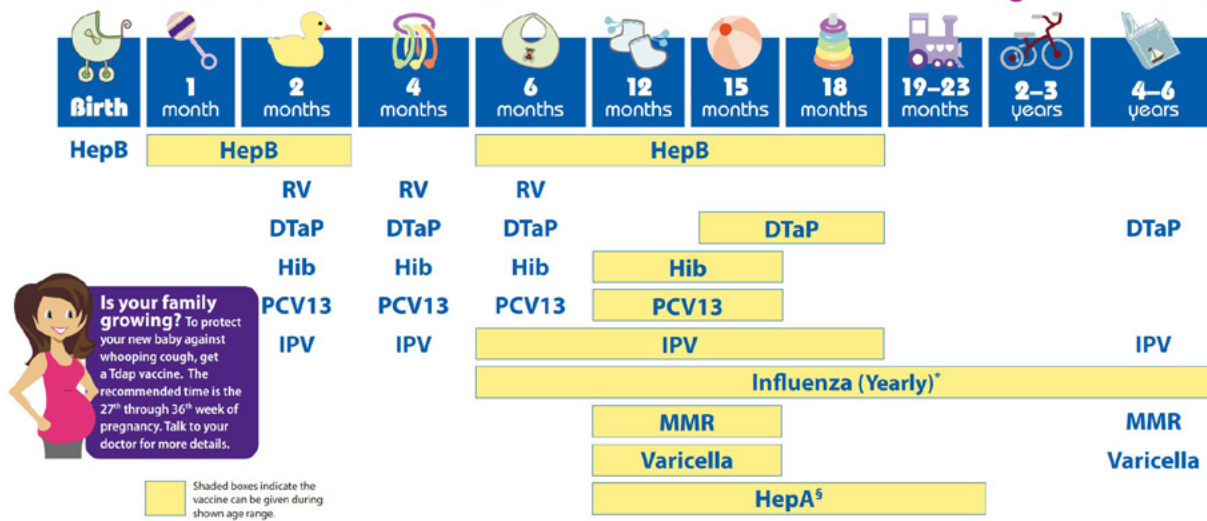 Birth
1 month
2 months
4 months
6 months
12 months
15 months
18 months
19–23 months
2–3 years
4–6 years
HepB HepB HepB
RV RV RV
DTaP DTaP DTaP DTaP DTaP
Hib Hib Hib Hib
PCV13 PCV13 PCV13 PCV13
IPV IPV IPV IPV
Influenza (Yearly)*
MMR MMR
Varicella Varicella
HepA§
Is your family
growing? To protect
your new baby against
whooping cough, get
a Tdap vaccine. The
recommended time is the
27th through 36th week of
pregnancy. Talk to your
doctor for more details.
Shaded boxes indicate the
vaccine can be given during
shown age range.